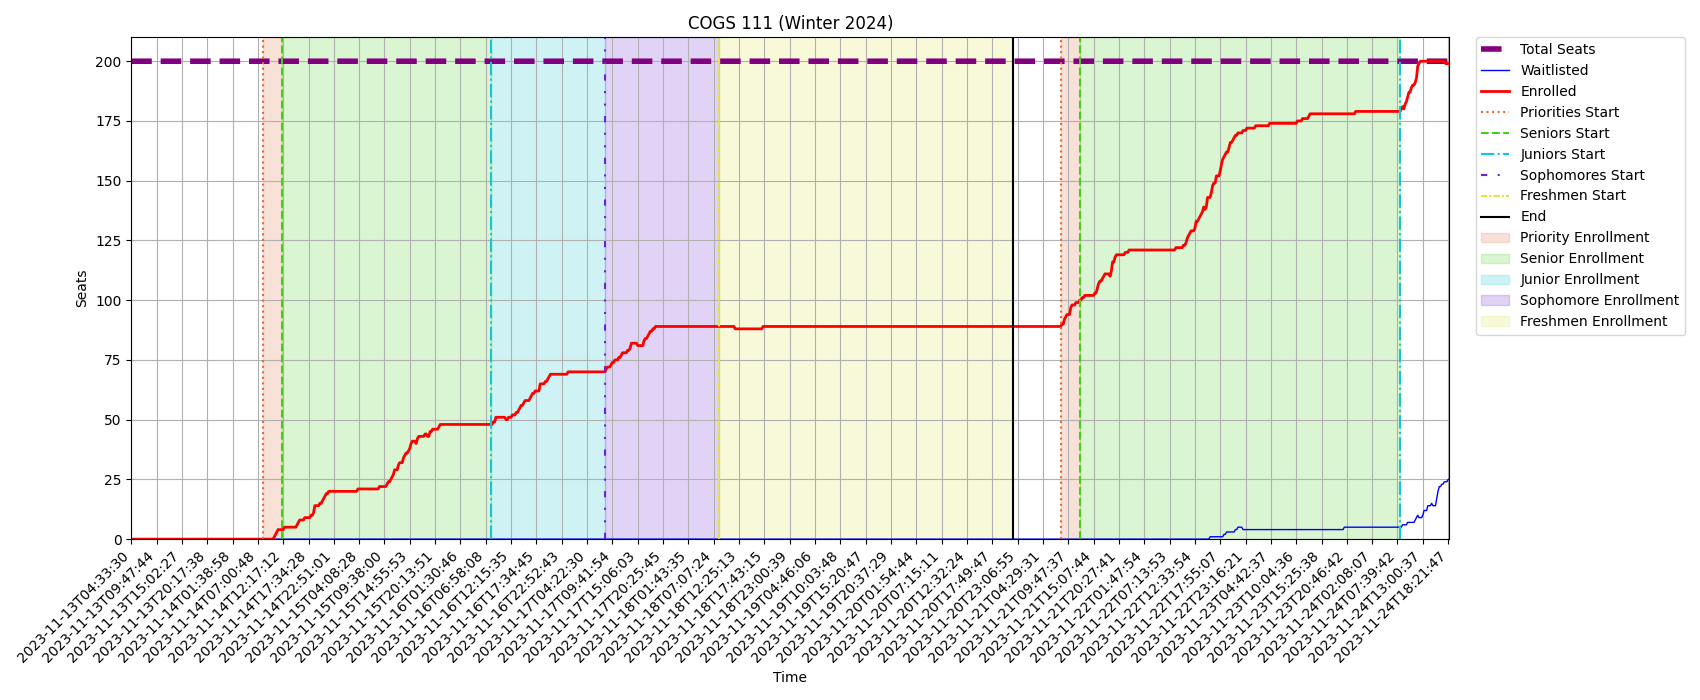 COGS 111 (Winter 2024)
Seats
200
175
150
125
100
75
50
25
0
2023-11-13T04:33:30
2023-11-13T09:47:44
2023-11-13T15:02:27
2023-11-13T20:17:38
2023-11-14T01:38:50
2023-11-14T07:00:48
2023-11-14T12:17:12
2023-11-14T17:34:28
2023-11-14T22:51:01
2023-11-15T04:08:28
2023-11-15T09:38:00
2023-11-15T14:55:53
2023-11-15T20:13:51
2023-11-16T01:30:46
2023-11-16T06:58:08
2023-11-16T12:15:35
2023-11-16T17:34:45
2023-11-16T22:52:43
2023-11-17T04:22:30
2023-11-17T09:41:54
2023-11-17T15:06:03
2023-11-17T20:25:45
2023-11-18T01:43:35
2023-11-18T07:07:24
2023-11-18T12:25:13
2023-11-18T17:43:15
2023-11-18T23:00:39
2023-11-19T04:46:06
2023-11-19T10:03:48
2023-11-19T15:20:47
2023-11-19T20:37:29
2023-11-20T01:54:44
2023-11-20T07:15:11
2023-11-20T12:32:24
2023-11-20T17:49:47
2023-11-20T23:06:55
2023-11-21T04:29:31
2023-11-21T09:47:37
2023-11-21T15:07:44
2023-11-21T20:27:41
2023-11-22T01:47:54
2023-11-22T07:13:13
2023-11-22T12:13:53
2023-11-22T12:33:54
2023-11-22T17:55:07
2023-11-22T23:16:21
2023-11-23T04:42:37
2023-11-23T10:04:36
2023-11-23T15:25:38
2023-11-23T20:46:42
2023-11-24T02:08:07
2023-11-24T07:39:42
2023-11-24T13:00:37
2023-11-24T18:21:47
Time
Total Seats
Waitlisted
Enrolled
Priorities Start
Seniors Start
Juniors Start
Sophomores Start
Freshmen Start
End
Priority Enrollment
Senior Enrollment
Junior Enrollment
Sophomore Enrollment
Freshmen Enrollment